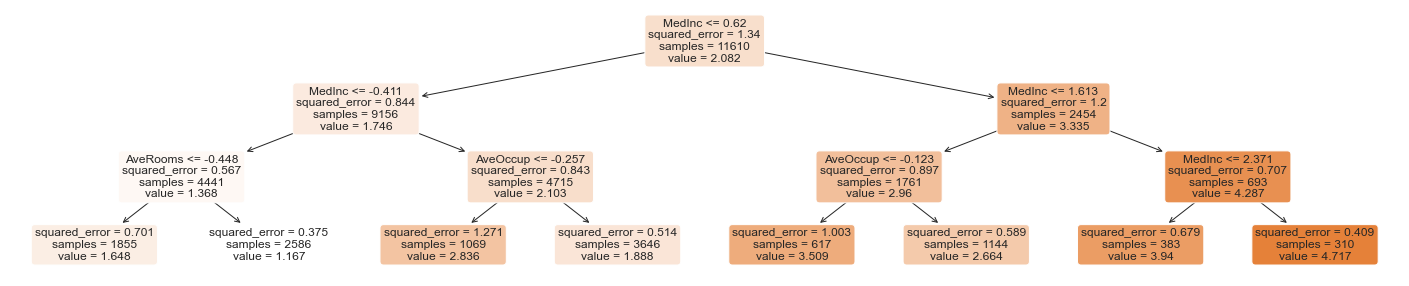 MedInc <= 0.62
squared_error = 1.34
samples = 11610
value = 2.082
MedInc <= -0.411
squared_error = 0.844
samples = 9156
value = 1.746
MedInc <= 1.613
squared_error = 1.2
samples = 2454
value = 3.335
AveRooms <= -0.448
squared_error = 0.567
samples = 4441
value = 1.368
AveOccup <= -0.257
squared_error = 0.843
samples = 4715
value = 2.103
AveOccup <= -0.123
squared_error = 0.897
samples = 1761
value = 2.96
MedInc <= 2.371
squared_error = 0.707
samples = 693
value = 4.287
squared_error = 0.701
samples = 1855
value = 1.648
squared_error = 0.375
samples = 2586
value = 1.167
squared_error = 1.271
samples = 1069
value = 2.836
squared_error = 0.514
samples = 3646
value = 1.888
squared_error = 1.003
samples = 617
value = 3.509
squared_error = 0.589
samples = 1144
value = 2.664
squared_error = 0.679
samples = 383
value = 3.94
squared_error = 0.409
samples = 310
value = 4.717